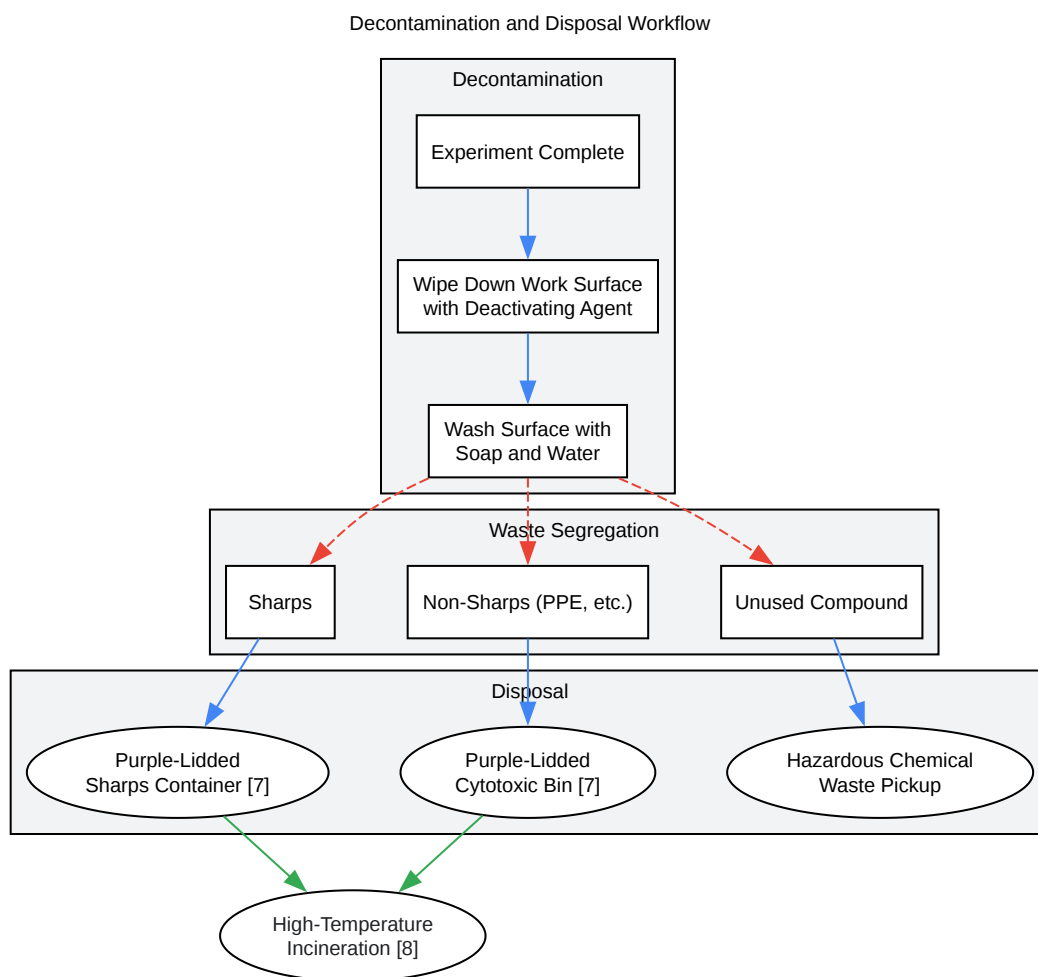 Decontamination and Disposal Workflow
Decontamination
Experiment Complete
Wipe Down Work Surface
with Deactivating Agent
Wash Surface with
Soap and Water
Waste Segregation
Sharps
Non-Sharps (PPE, etc.)
Unused Compound
Disposal
Purple-Lidded
Sharps Container [7]
Purple-Lidded
Cytotoxic Bin [7]
Hazardous Chemical
Waste Pickup
High-Temperature
Incineration [8]